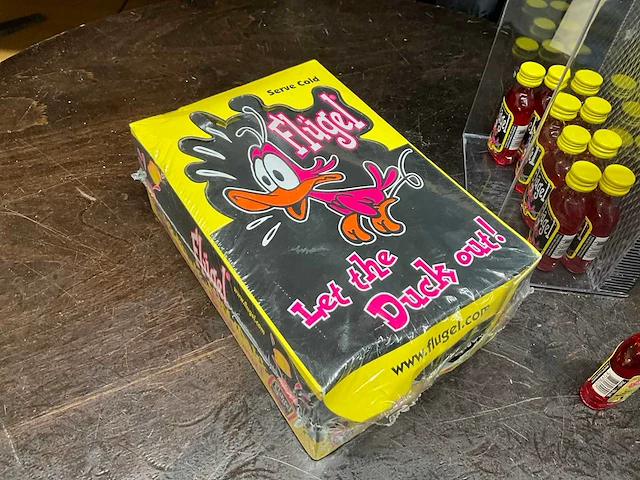 Serve Cold
Flügel
Let the
Duck out!
www.flugel.com
Flügel